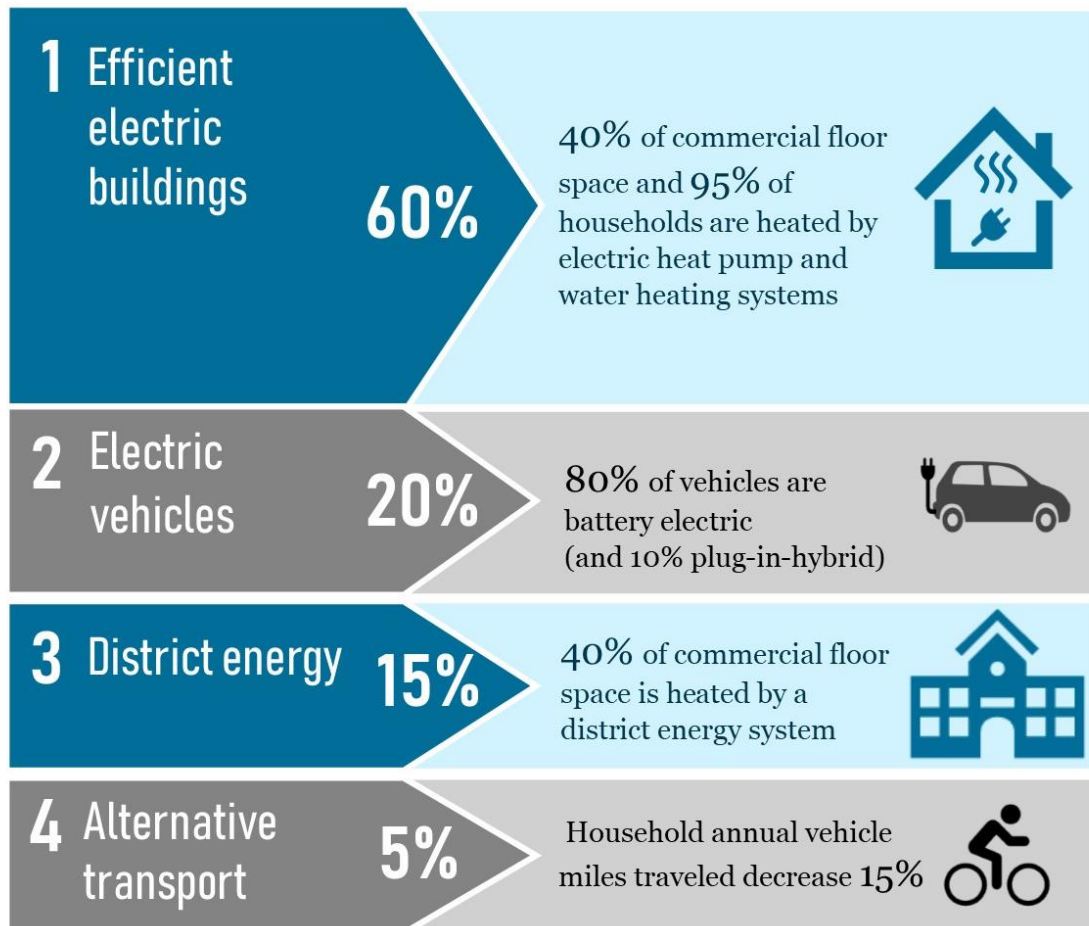 1 Efficient
electric
buildings
60%
40% of commercial floor
space and 95% of
households are heated by
electric heat pump and
water heating systems
2 Electric
vehicles
20%
80% of vehicles are
battery electric
(and 10% plug-in-hybrid)
3 District energy
15%
40% of commercial floor
space is heated by a
district energy system
4 Alternative
transport
5%
Household annual vehicle
miles traveled decrease 15%